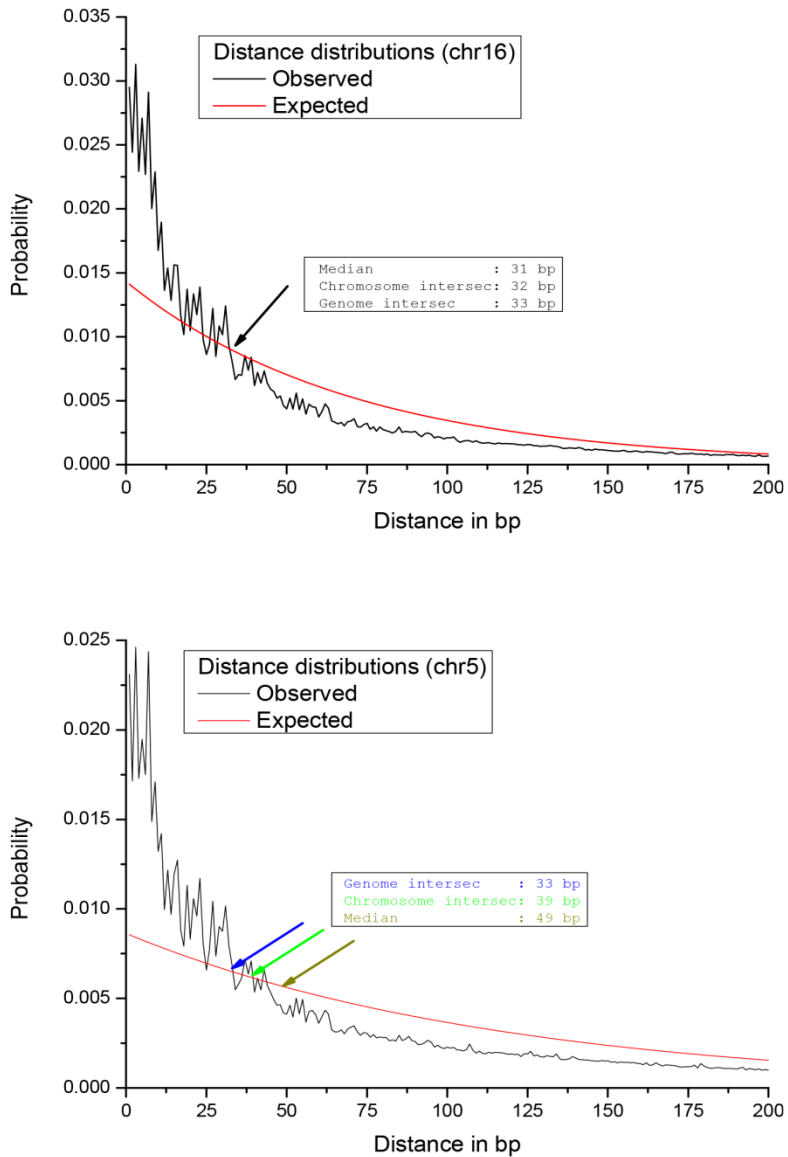 0.035
0.030
0.025
0.020
0.015
0.010
0.005
0.000
Probability
Distance distributions (chr16)
Observed
Expected
Median : 31 bp
Chromosome intersec: 32 bp
Genome intersec : 33 bp
0 25 50 75 100 125 150 175 200
Distance in bp
0.025
0.020
0.015
0.010
0.005
0.000
Probability
Distance distributions (chr5)
Observed
Expected
Genome intersec : 33 bp
Chromosome intersec: 39 bp
Median : 49 bp
0 25 50 75 100 125 150 175 200
Distance in bp